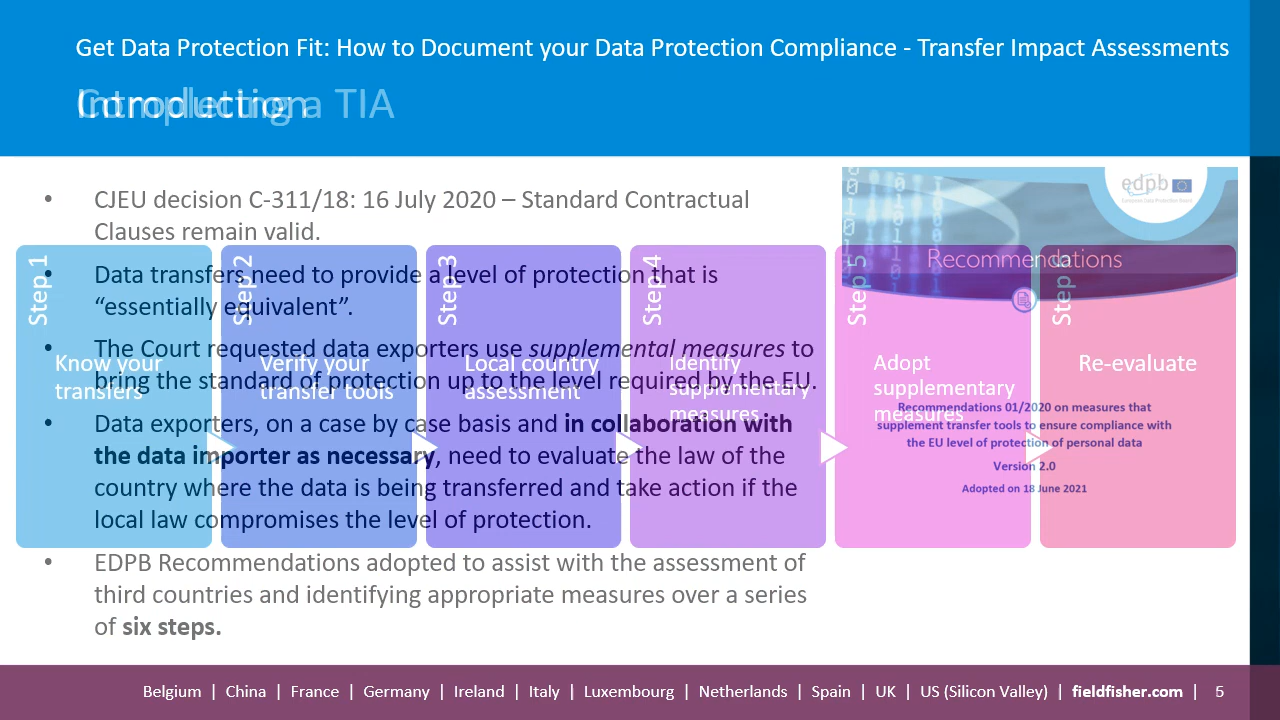 Get Data Protection Fit: How to Document your Data Protection Compliance - Transfer Impact Assessments
Introduction
Completing a TIA
• CJEU decision C-311/18: 16 July 2020 – Standard Contractual
Clauses remain valid.
• Data transfers need to provide a level of protection that is
“essentially equivalent”.
• The Court requested data exporters use supplemental measures to
bring the standard of protection up to the level required by the EU.
• Data exporters, on a case by case basis and in collaboration with
the data importer as necessary, need to evaluate the law of the
country where the data is being transferred and take action if the
local law compromises the level of protection.
• EDPB Recommendations adopted to assist with the assessment of
third countries and identifying appropriate measures over a series
of six steps.
edpb
European Data Protection Board
Recommendations
Recommendations 01/2020 on measures that
supplement transfer tools to ensure compliance with
the EU level of protection of personal data
Version 2.0
Adopted on 18 June 2021
Step 1
Know your
transfers
Step 2
Verify your
transfer tools
Step 3
Local country
assessment
Step 4
Identify
supplementary
measures
Step 5
Adopt
supplementary
measures
Step 6
Re-evaluate
Belgium | China | France | Germany | Ireland | Italy | Luxembourg | Netherlands | Spain | UK | US (Silicon Valley) | fieldfisher.com | 5